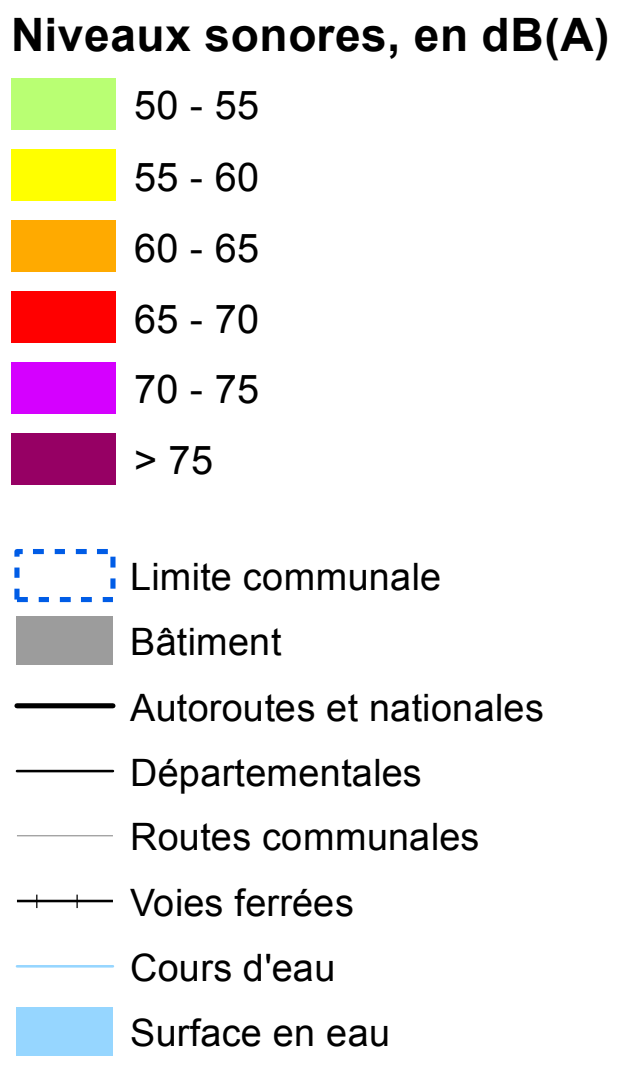 Niveaux sonores, en dB(A)
50 - 55
55 - 60
60 - 65
65 - 70
70 - 75
> 75
Limite communale
Bâtiment
Autoroutes et nationales
Départementales
Routes communales
Voies ferrées
Cours d'eau
Surface en eau